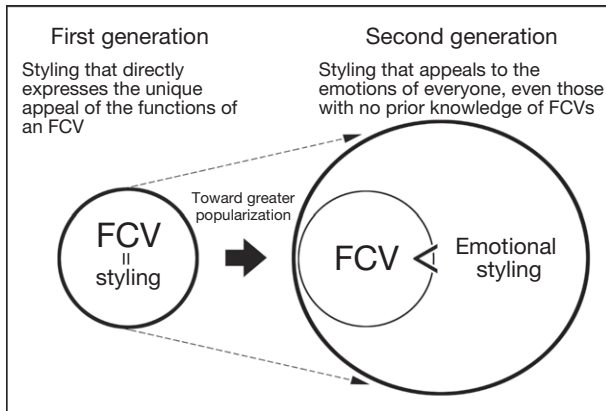 First generation
Styling that directly
expresses the unique
appeal of the functions of
an FCV
Second generation
Styling that appeals to the
emotions of everyone, even those
with no prior knowledge of FCVs
Toward greater
popularization
FCV
=
styling
FCV < Emotional
styling